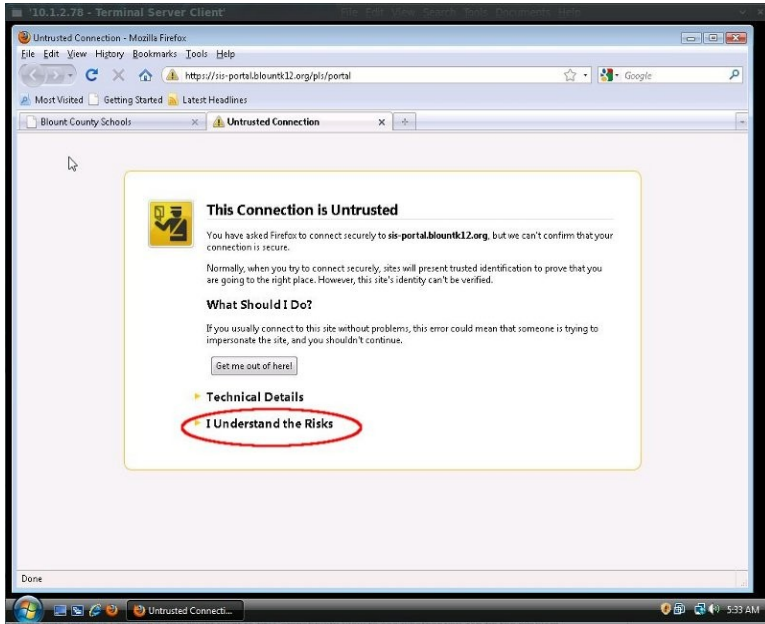 '10.1.2.78 - Terminal Server Client' File Edit View Search Tools Documents Help
Untrusted Connection - Mozilla Firefox
File Edit View History Bookmarks Tools Help
https://sis-portal.blountk12.org/pls/portal Google
Most Visited Getting Started Latest Headlines
Blount County Schools Untrusted Connection
This Connection is Untrusted
You have asked Firefox to connect securely to sis-portal.blountk12.org, but we can't confirm that your
connection is secure.
Normally, when you try to connect securely, sites will present trusted identification to prove that you
are going to the right place. However, this site's identity can't be verified.
What Should I Do?
If you usually connect to this site without problems, this error could mean that someone is trying to
impersonate the site, and you shouldn't continue.
Get me out of here!
Technical Details
I Understand the Risks
Done
Untrusted Connecti... 5:33 AM